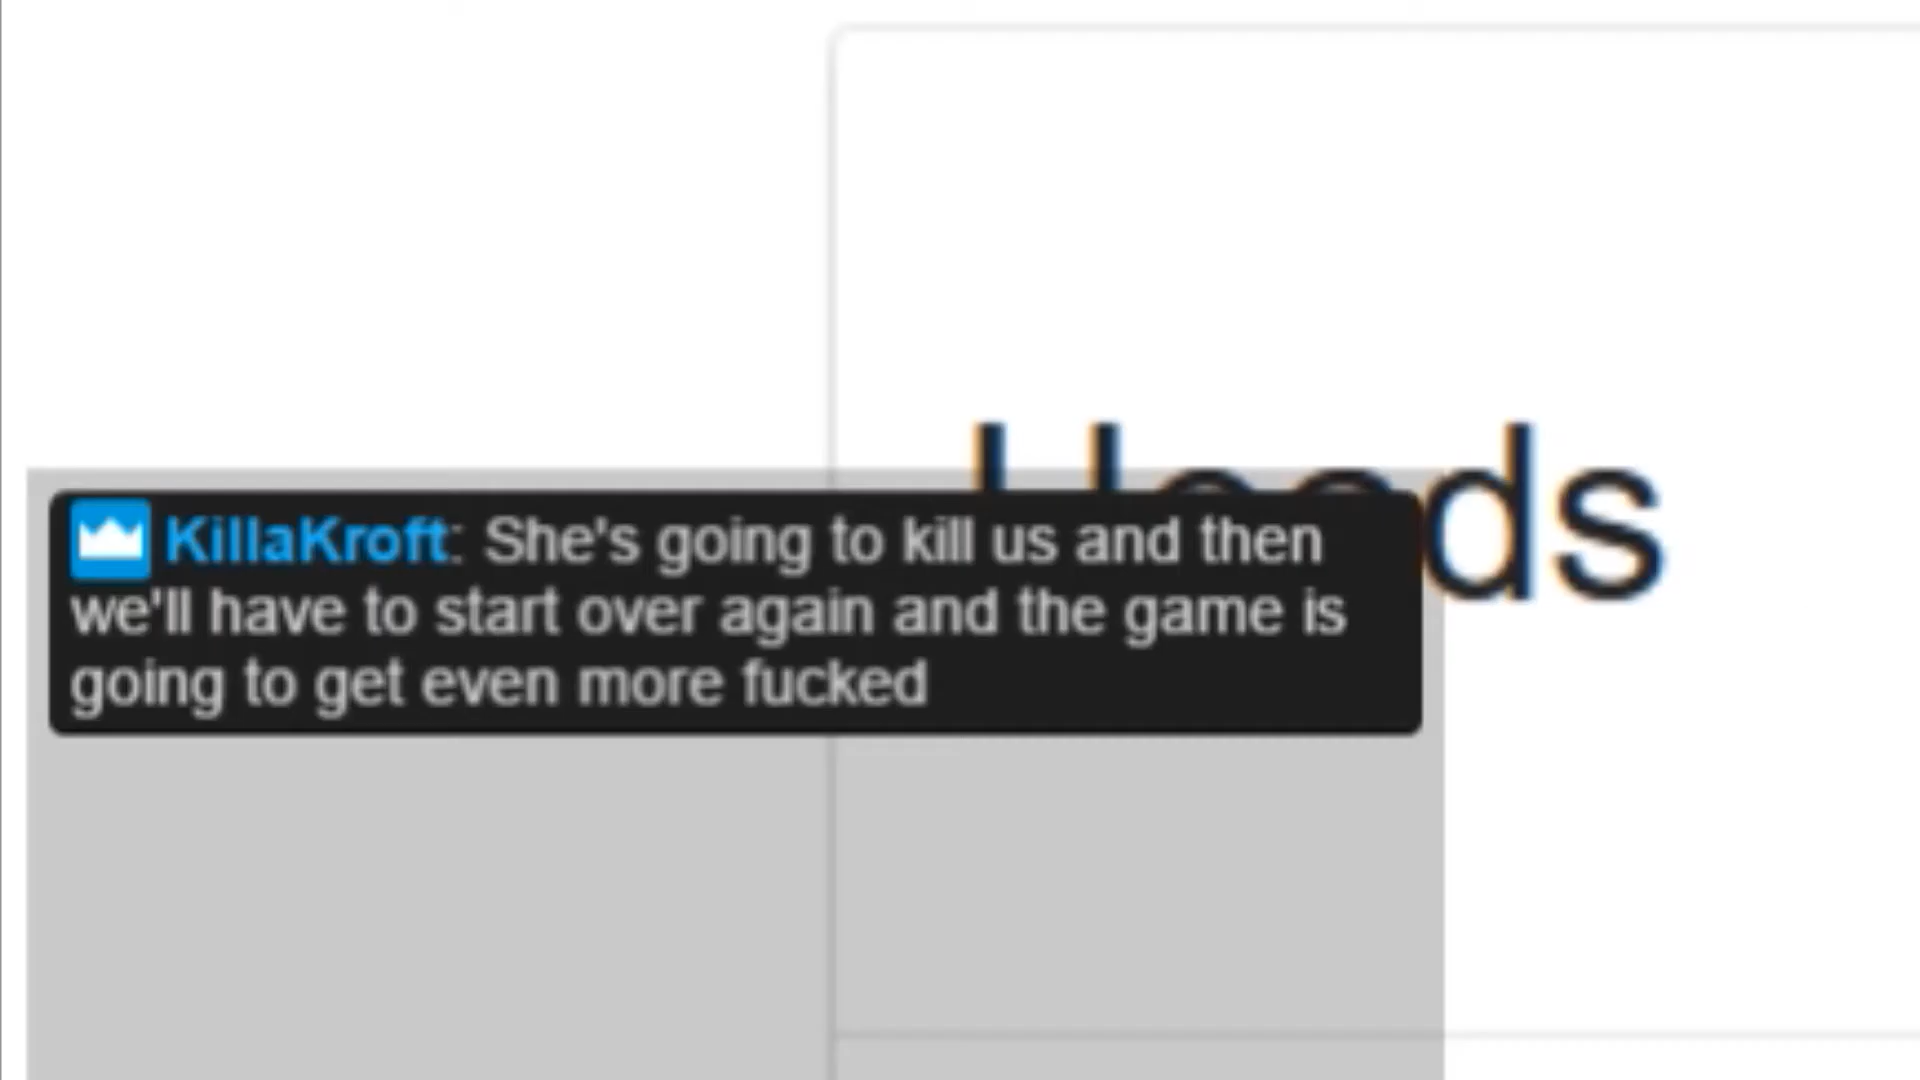 KillaKroft: She's going to kill us and then
we'll have to start over again and the game is
going to get even more fucked